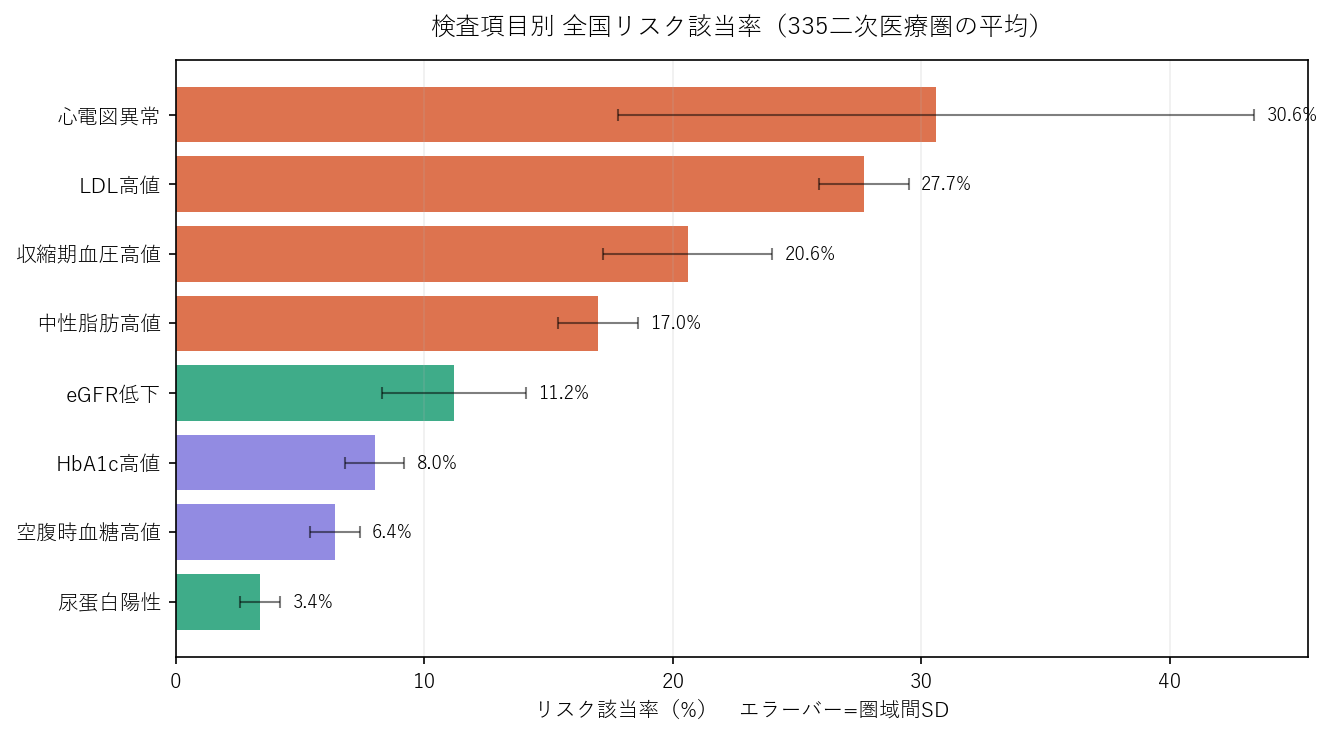 検査項目別 全国リスク該当率（335二次医療圏の平均）
心電図異常
30.6%
LDL高値
27.7%
収縮期血圧高値
20.6%
中性脂肪高値
17.0%
eGFR低下
11.2%
HbA1c高値
8.0%
空腹時血糖高値
6.4%
尿蛋白陽性
3.4%
0 10 20 30 40
リスク該当率（%） エラーバー=圏域間SD